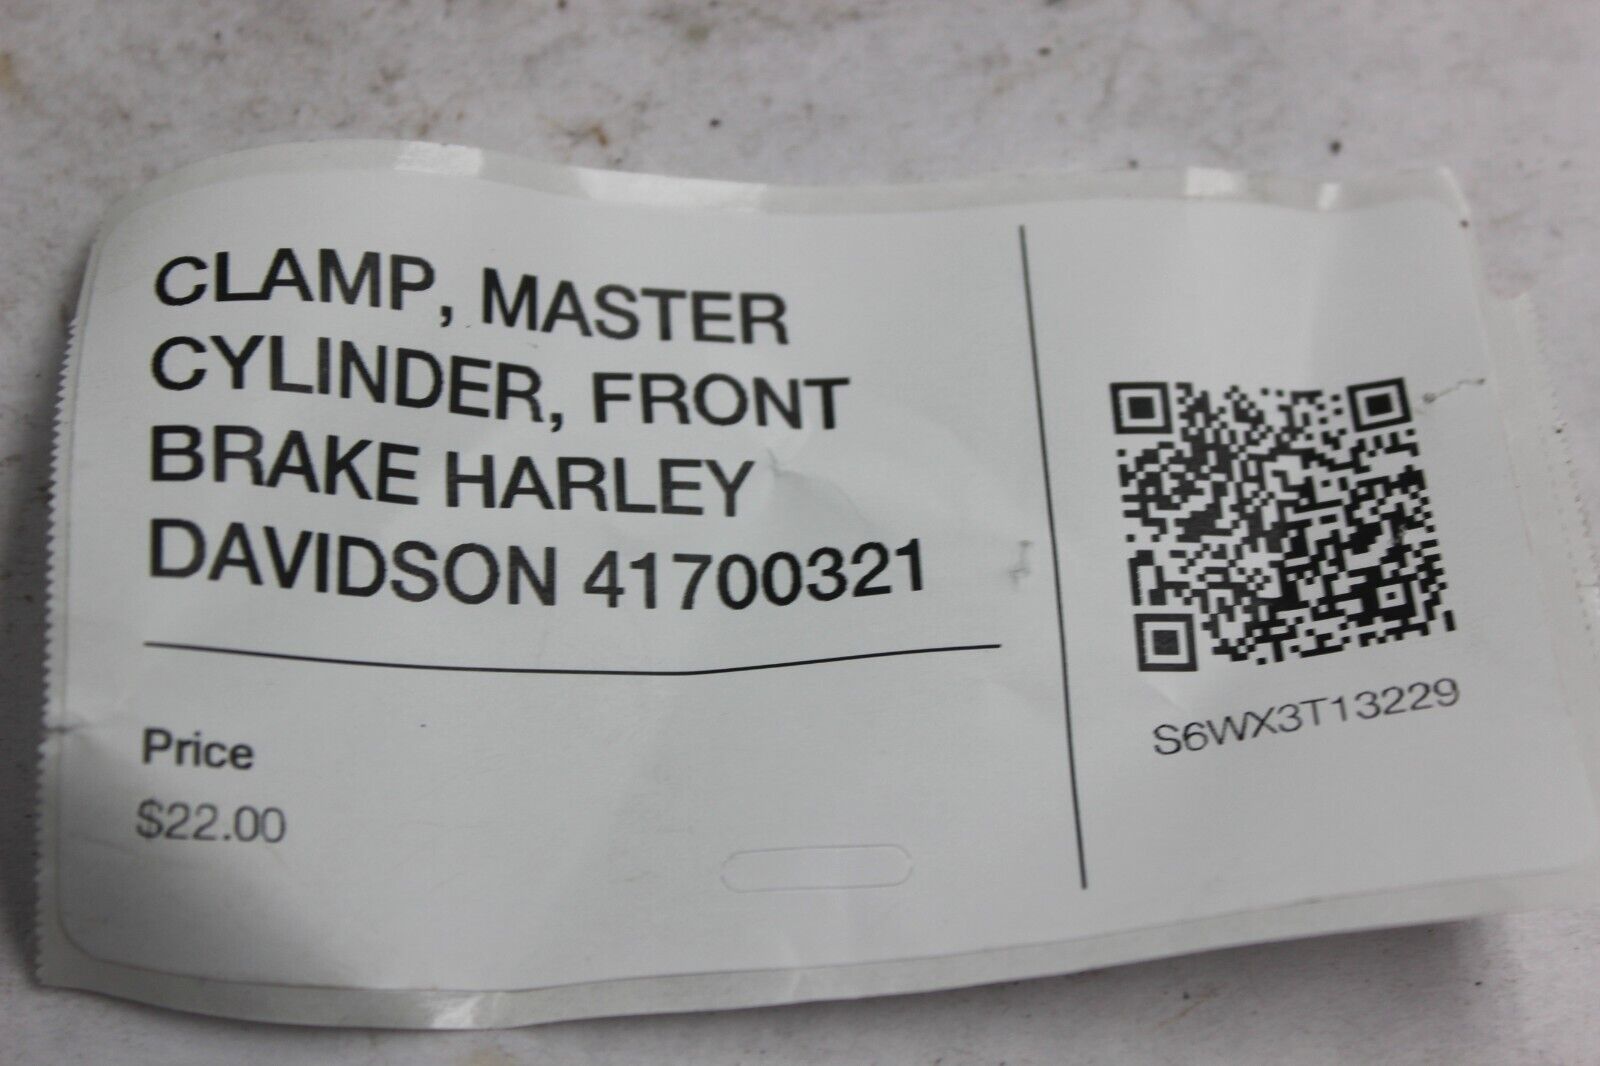 CLAMP, MASTER
CYLINDER, FRONT
BRAKE HARLEY
DAVIDSON 41700321
Price
$22.00
S6WX3T13229